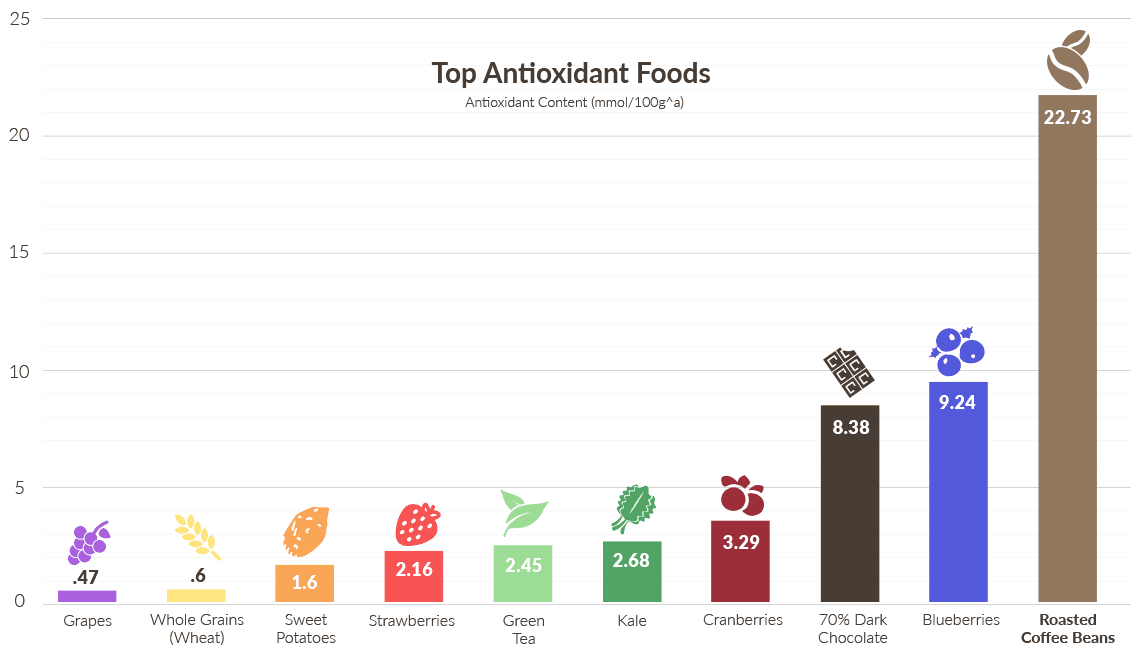 Top Antioxidant Foods
Antioxidant Content (mmol/100g^a)
25
20
15
10
5
0
.47
.6
1.6
2.16
2.45
2.68
3.29
8.38
9.24
22.73
Grapes
Whole Grains
(Wheat)
Sweet
Potatoes
Strawberries
Green
Tea
Kale
Cranberries
70% Dark
Chocolate
Blueberries
Roasted
Coffee Beans